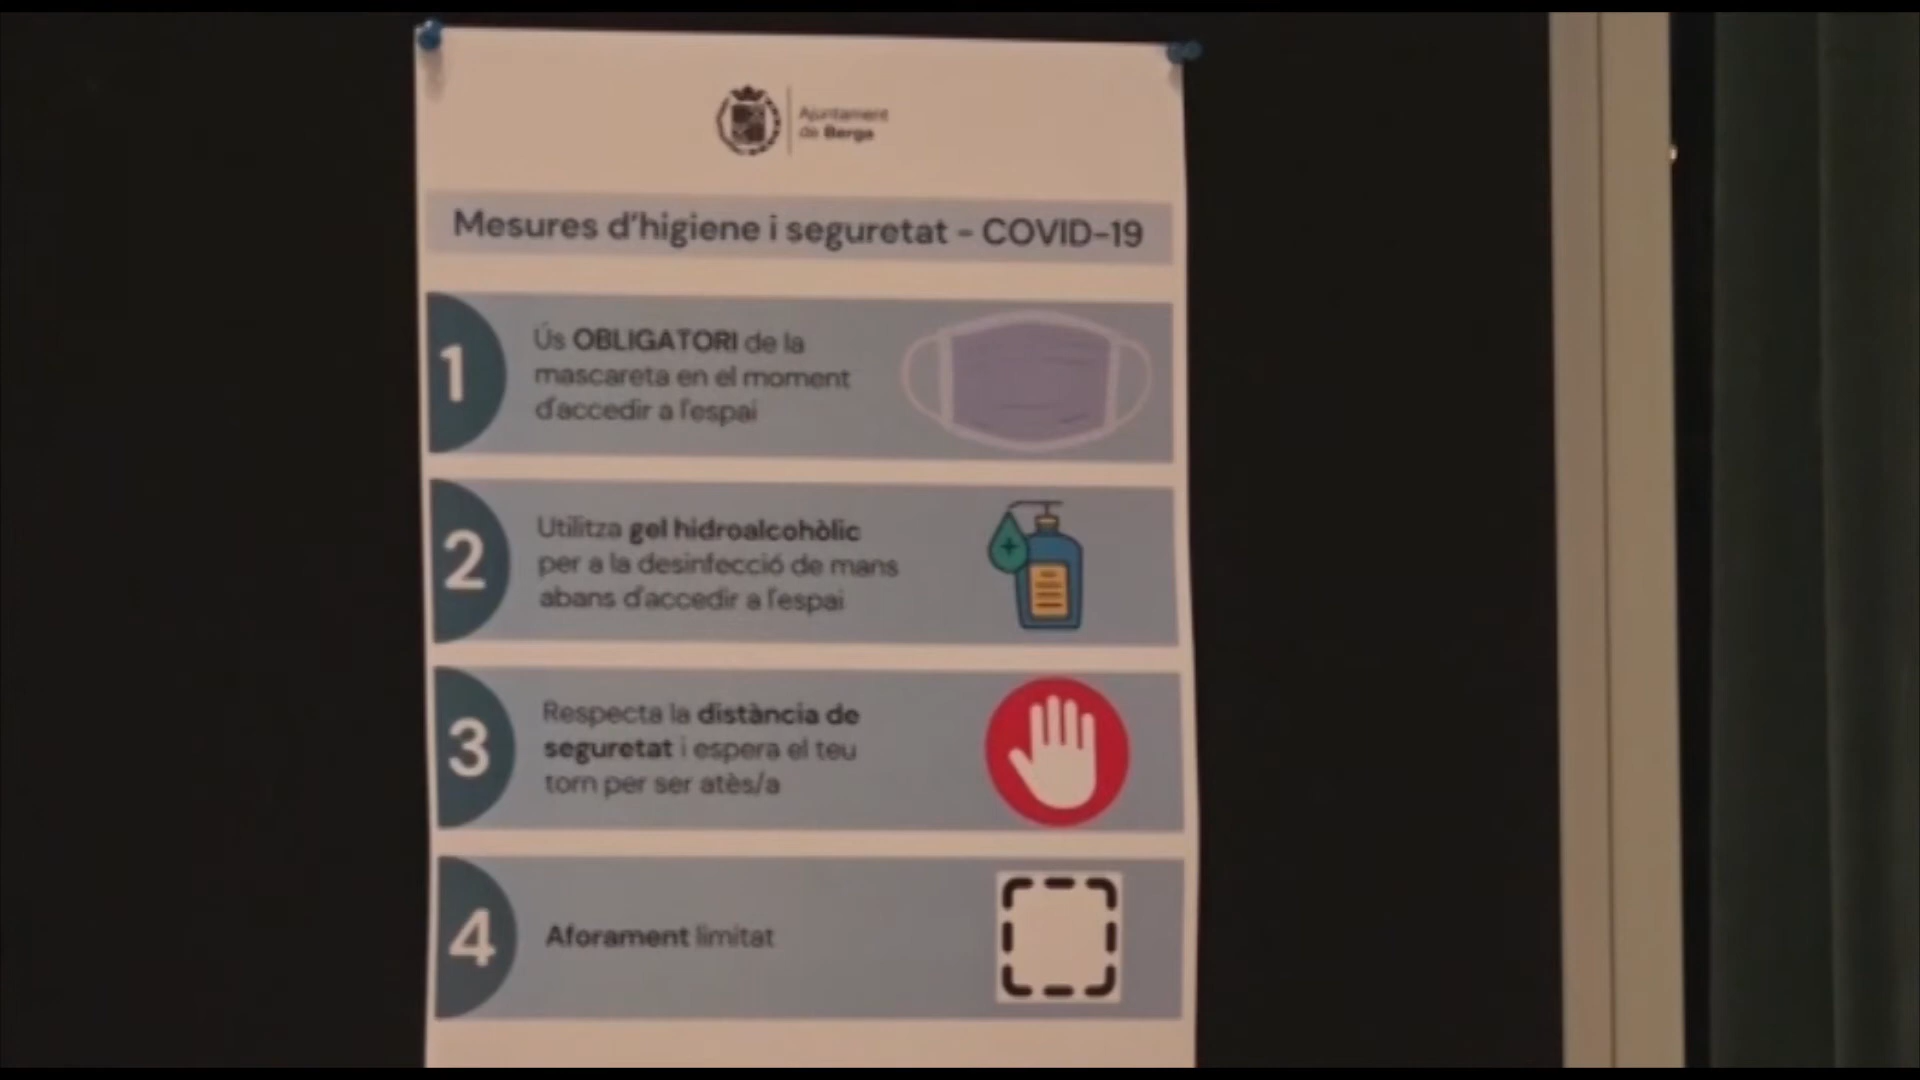 Ajuntament
de Berga
Mesures d'higiene i seguretat - COVID-19
1
Ús OBLIGATORI de la
mascareta en el moment
d'accedir a l'espai
2
Utilitza gel hidroalcohòlic
per a la desinfecció de mans
abans d'accedir a l'espai
3
Respecta la distància de
seguretat i espera el teu
torn per ser atès/a
4
Aforament limitat